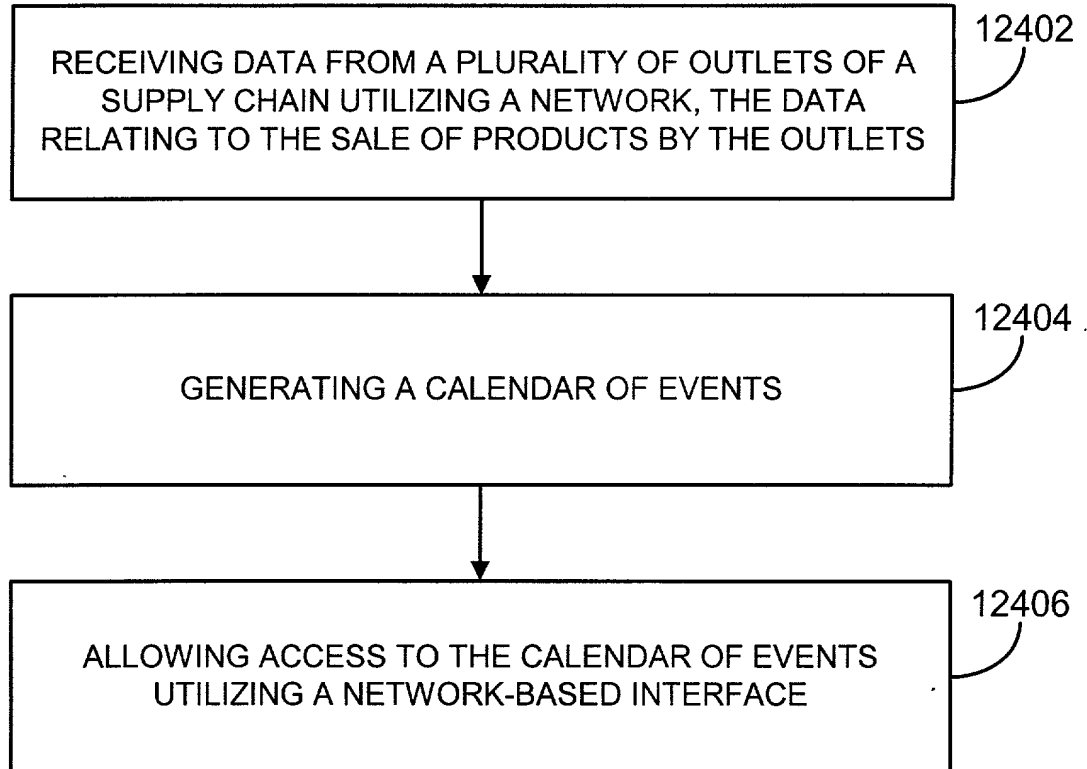 12402
RECEIVING DATA FROM A PLURALITY OF OUTLETS OF A
SUPPLY CHAIN UTILIZING A NETWORK, THE DATA
RELATING TO THE SALE OF PRODUCTS BY THE OUTLETS
12404
GENERATING A CALENDAR OF EVENTS
12406
ALLOWING ACCESS TO THE CALENDAR OF EVENTS
UTILIZING A NETWORK-BASED INTERFACE